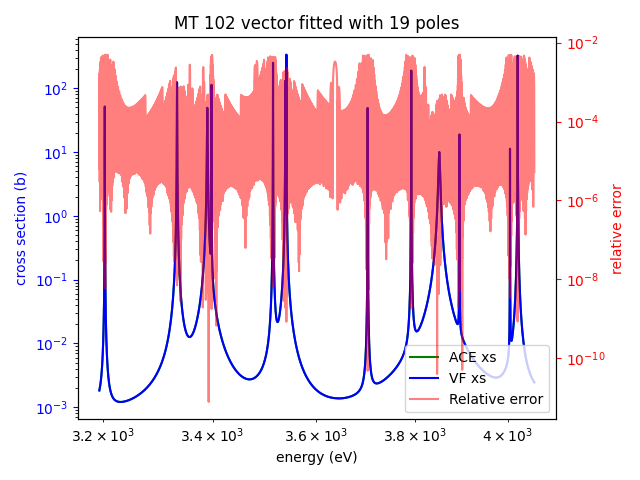 MT 102 vector fitted with 19 poles
10²
10¹
10⁰
10⁻¹
10⁻²
10⁻³
cross section (b)
10⁻²
10⁻⁴
10⁻⁶
10⁻⁸
10⁻¹⁰
relative error
ACE xs
VF xs
Relative error
3.2 × 10³ 3.4 × 10³ 3.6 × 10³ 3.8 × 10³ 4 × 10³
energy (eV)